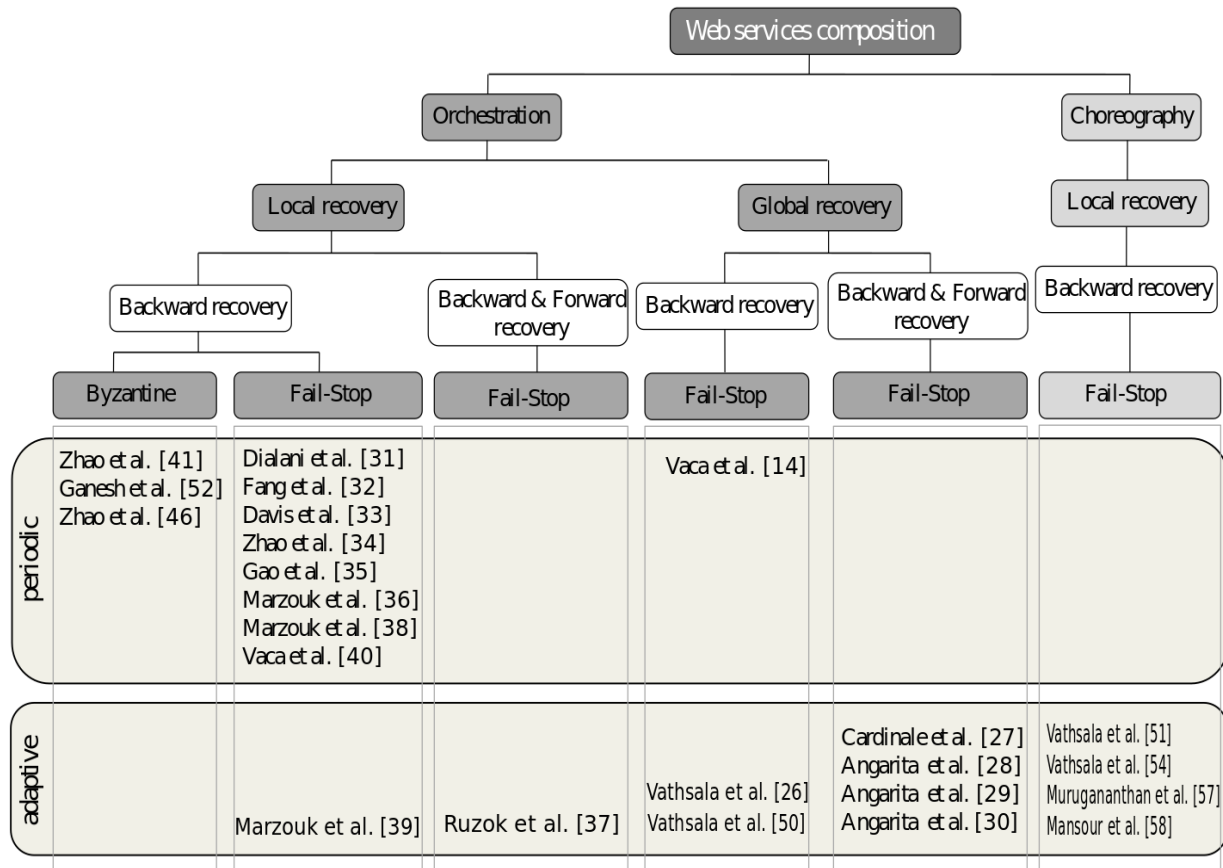 Web services composition
Orchestration
Choreography
Local recovery
Global recovery
Local recovery
Backward recovery
Backward & Forward
recovery
Backward recovery
Backward & Forward
recovery
Backward recovery
Byzantine
Fail-Stop
Fail-Stop
Fail-Stop
Fail-Stop
Fail-Stop
periodic
Zhao et al. [41]
Ganesh et al. [52]
Zhao et al. [46]
Dialani et al. [31]
Fang et al. [32]
Davis et al. [33]
Zhao et al. [34]
Gao et al. [35]
Marzouk et al. [36]
Marzouk et al. [38]
Vaca et al. [40]
Vaca et al. [14]
adaptive
Marzouk et al. [39]
Ruzok et al. [37]
Vathsala et al. [26]
Vathsala et al. [50]
Cardinale et al. [27]
Angarita et al. [28]
Angarita et al. [29]
Angarita et al. [30]
Vathsala et al. [51]
Vathsala et al. [54]
Murugananthan et al. [57]
Mansour et al. [58]